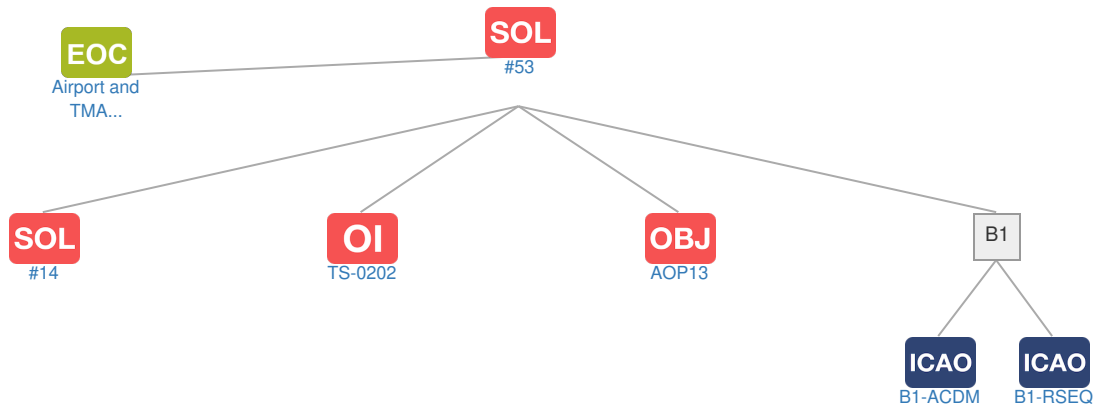 SOL
#53
EOC
Airport and
TMA...
SOL
#14
OI
TS-0202
OBJ
AOP13
B1
ICAO
B1-ACDM
ICAO
B1-RSEQ